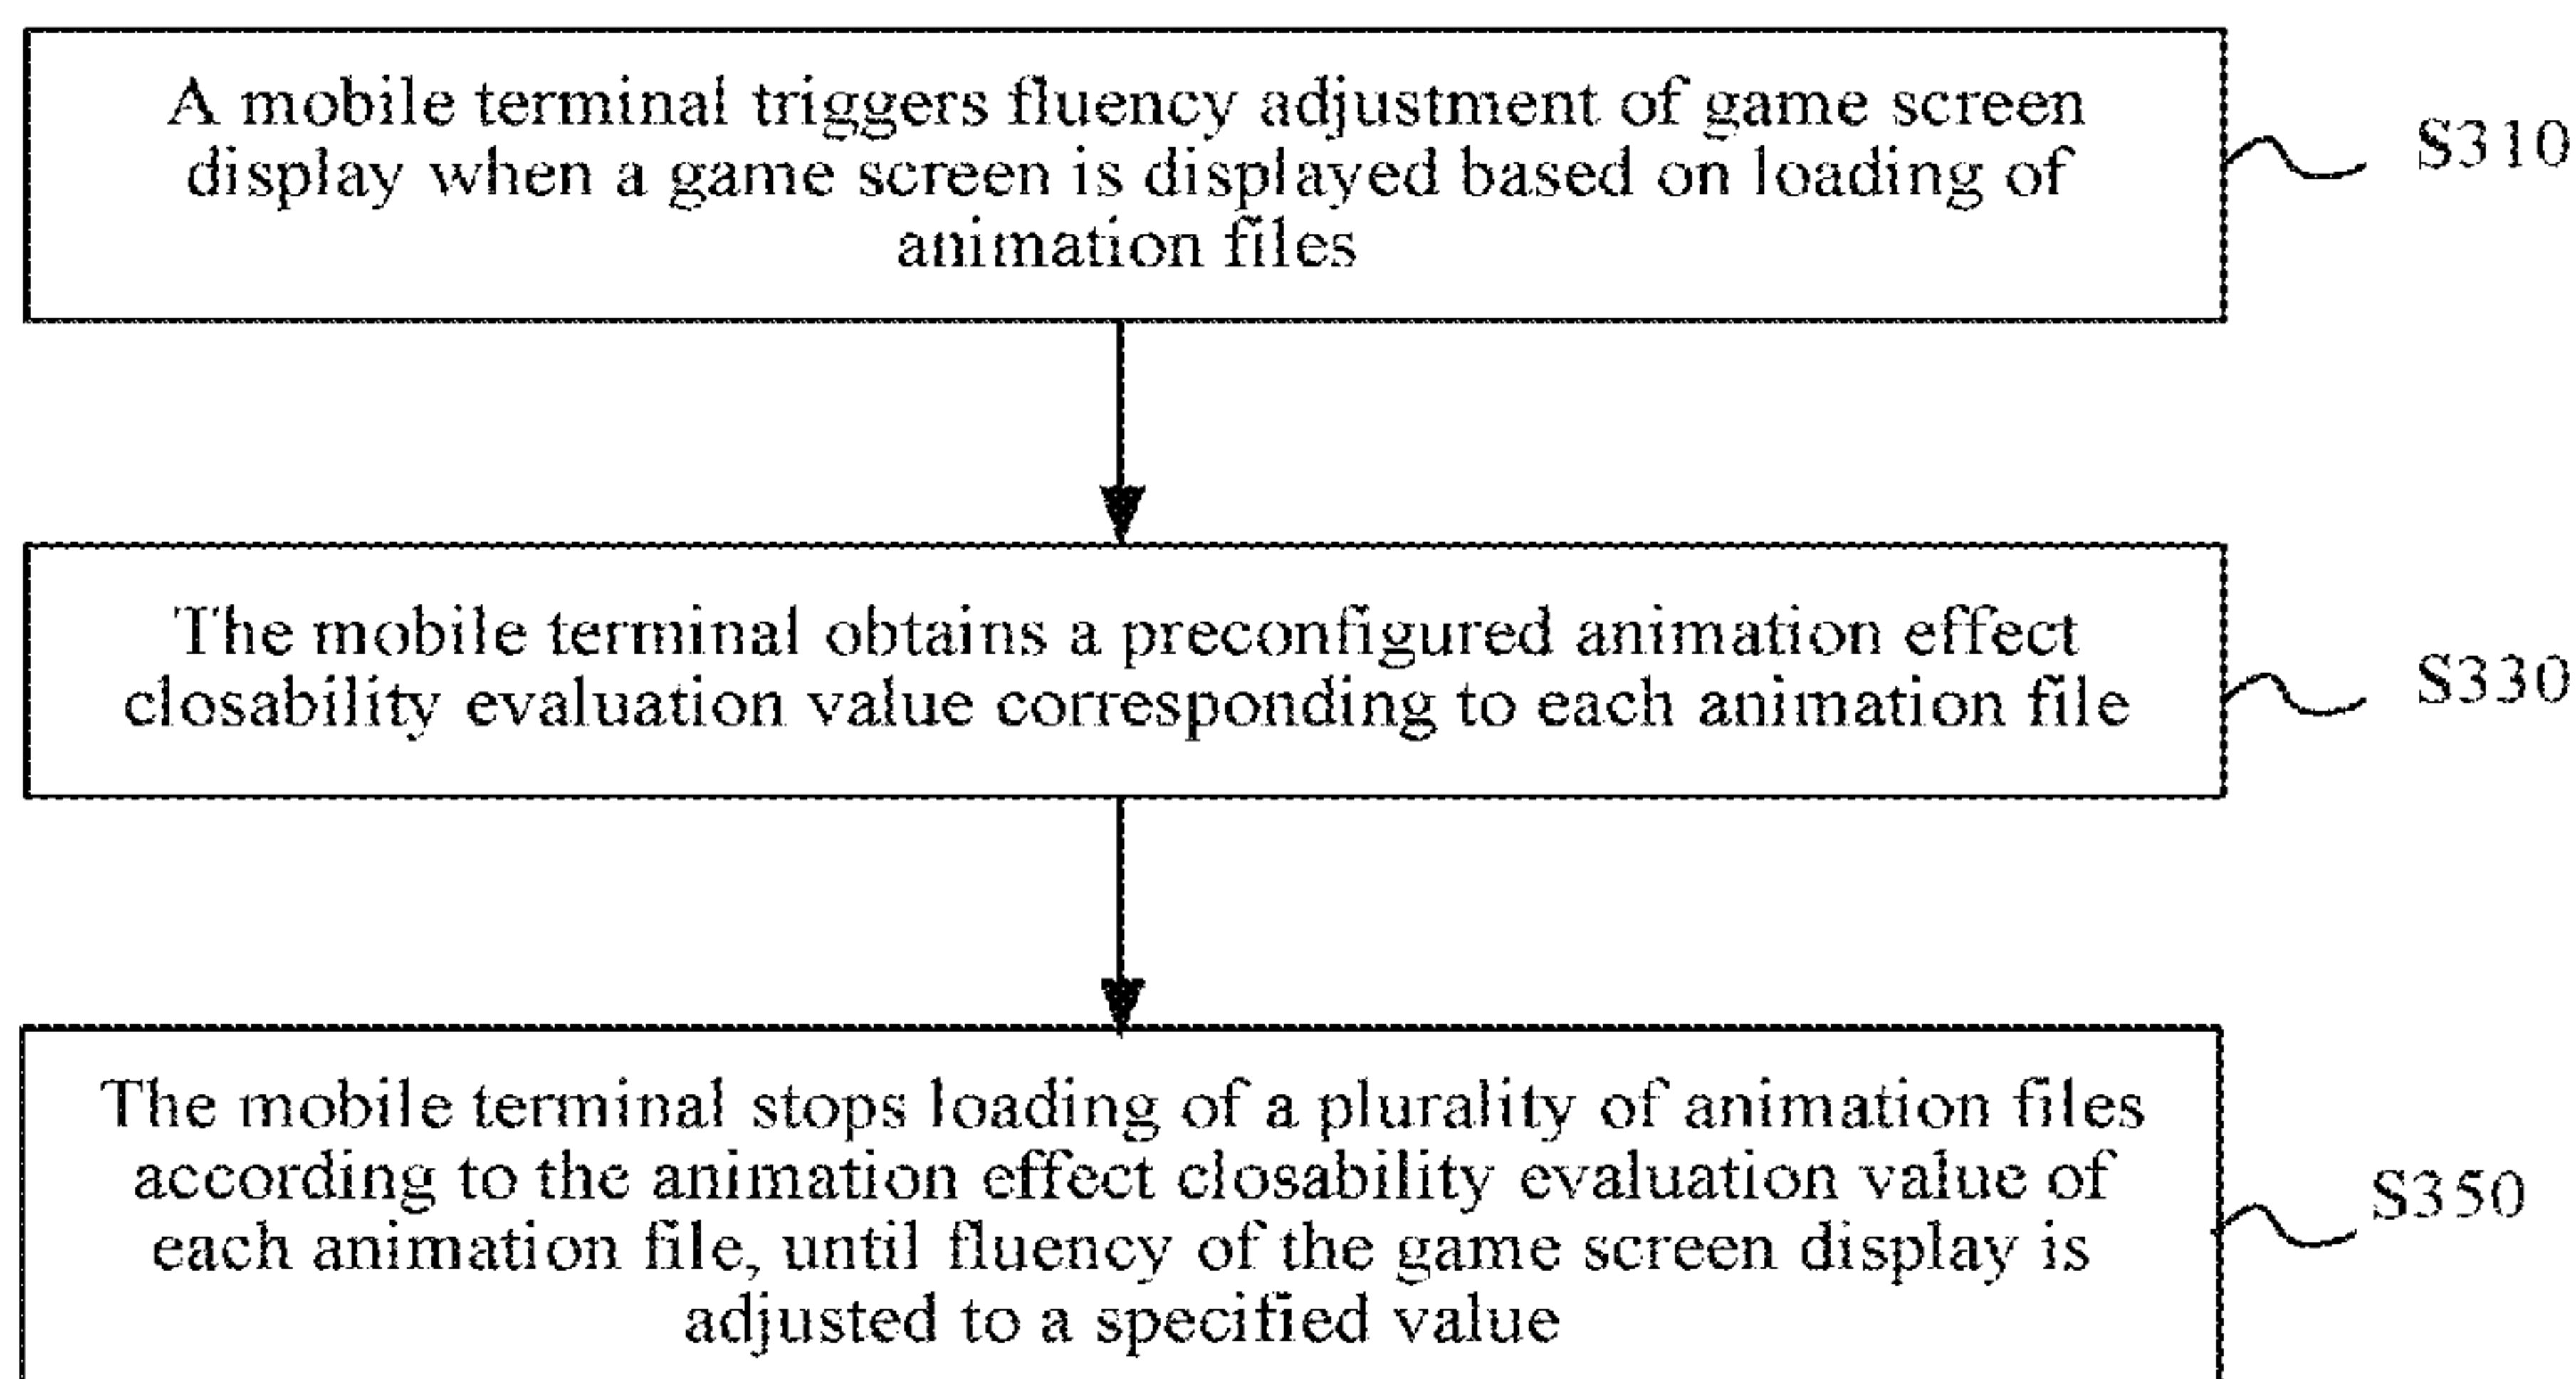 A mobile terminal triggers fluency adjustment of game screen
display when a game screen is displayed based on loading of
animation files
S310
The mobile terminal obtains a preconfigured animation effect
closability evaluation value corresponding to each animation file
S330
The mobile terminal stops loading of a plurality of animation files
according to the animation effect closability evaluation value of
each animation file, until fluency of the game screen display is
adjusted to a specified value
S350